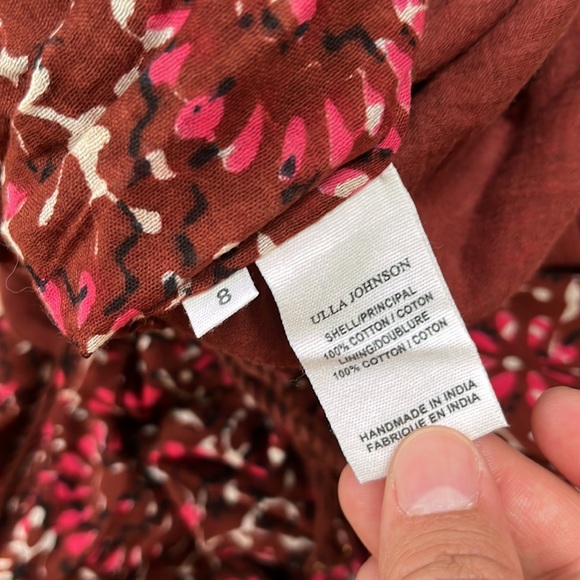 8
ULLA JOHNSON
SHELL/PRINCIPAL
100% COTTON / COTON
LINING/DOUBLURE
100% COTTON / COTON
HANDMADE IN INDIA
FABRIQUE EN INDIA